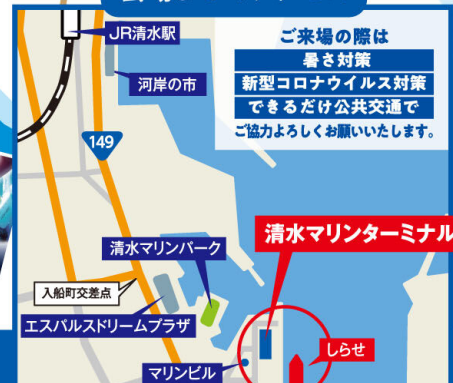 JR清水駅
河岸の市
ご来場の際は
暑さ対策
新型コロナウイルス対策
できるだけ公共交通で
ご協力よろしくお願いいたします。
149
清水マリンターミナル
清水マリンパーク
入船町交差点
エスパルスドリームプラザ
しらせ
マリンビル